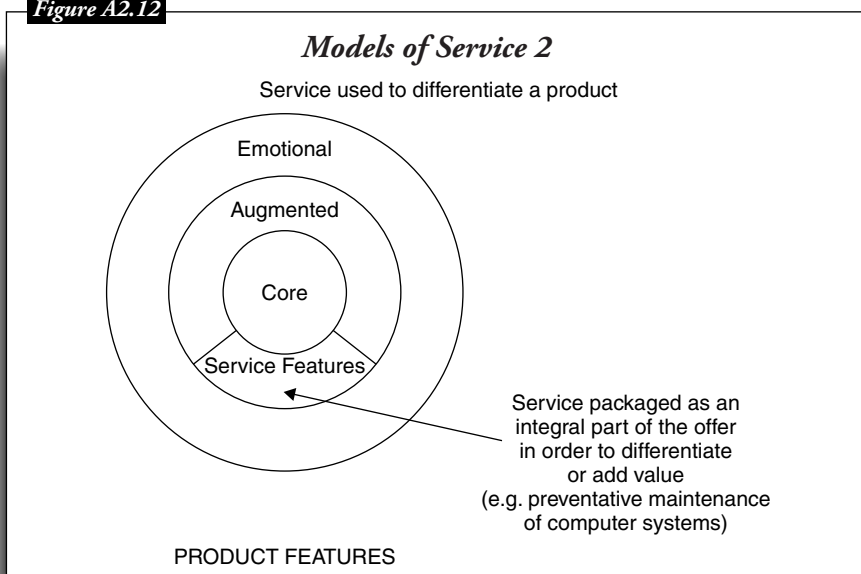 Figure A2.12
Models of Service 2
Service used to differentiate a product
Emotional
Augmented
Core
Service Features
Service packaged as an
integral part of the offer
in order to differentiate
or add value
(e.g. preventative maintenance
of computer systems)
PRODUCT FEATURES